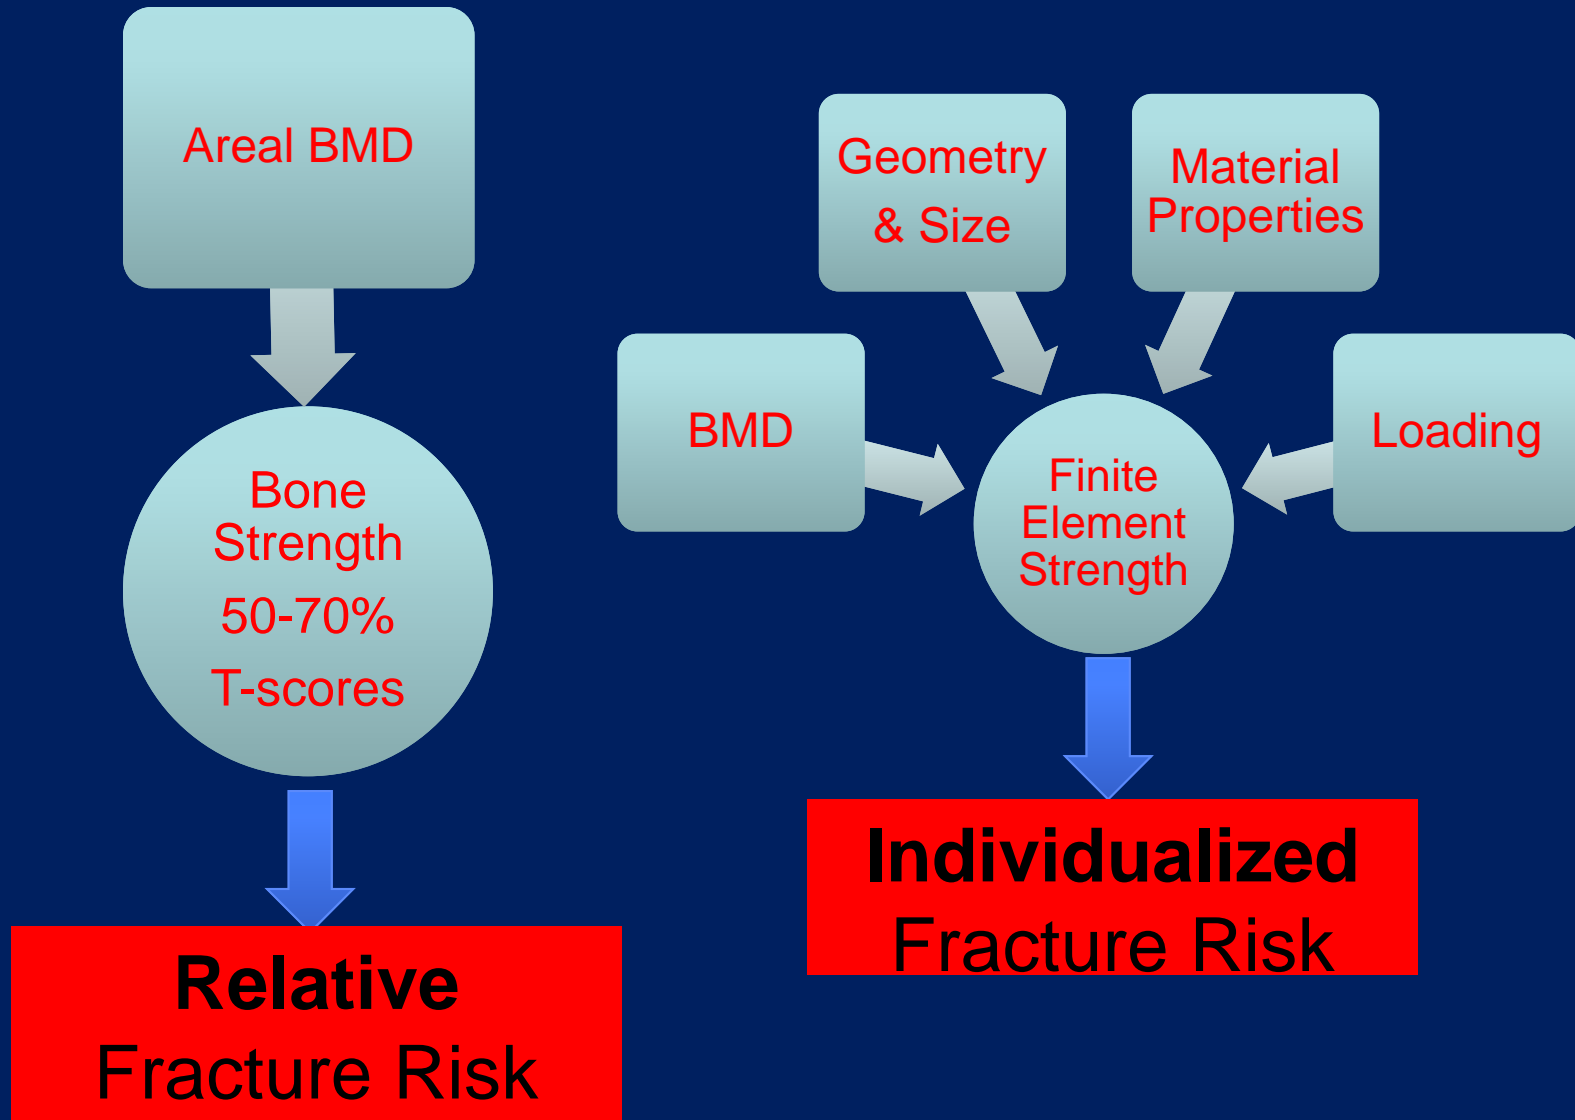 Areal BMD
Bone
Strength
50-70%
T-scores
Relative
Fracture Risk
Geometry
& Size
Material
Properties
BMD
Loading
Finite
Element
Strength
Individualized
Fracture Risk